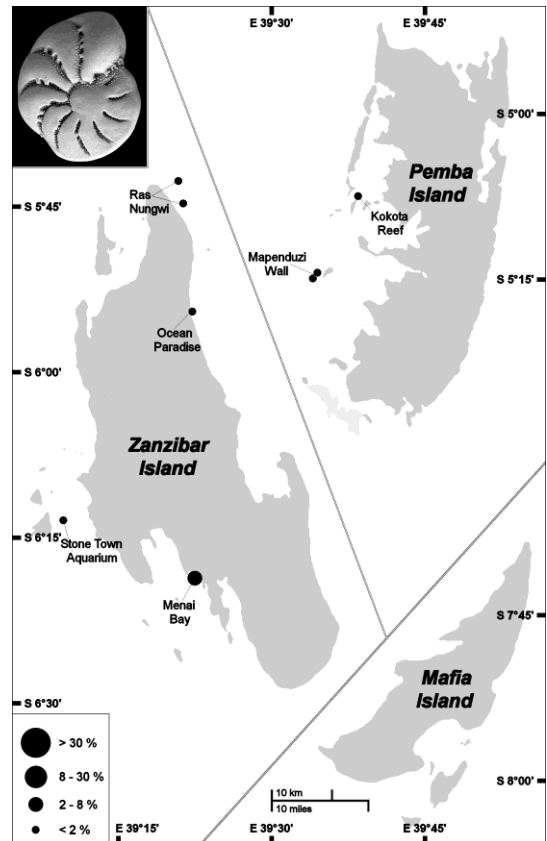 E 39°30'
E 39°45'
S 5°00'
Pemba
Island
Ras
Nungwi
S 5°45'
Kokota
Reef
Mapenduzi
Wall
S 5°15'
Ocean
Paradise
S 6°00'
Zanzibar
Island
S 6°15'
Stone Town
Aquarium
Menai
Bay
S 7°45'
Mafia
Island
S 6°30'
> 30 %
8 - 30 %
2 - 8 %
< 2 %
10 km
10 miles
S 8°00'
E 39°15'
E 39°30'
E 39°45'